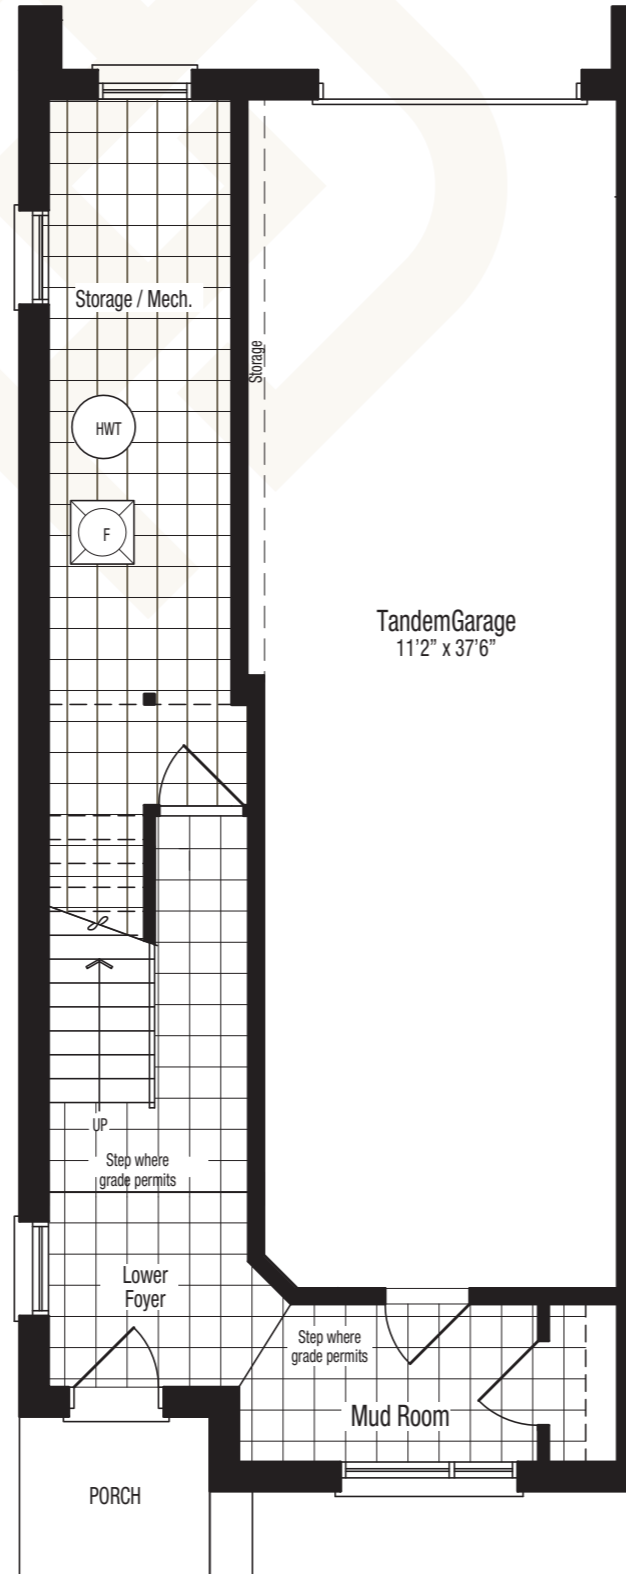 Storage / Mech.
Storage
HWT
F
TandemGarage
11’2” x 37’6”
UP
Step where
grade permits
Lower
Foyer
Step where
grade permits
Mud Room
PORCH